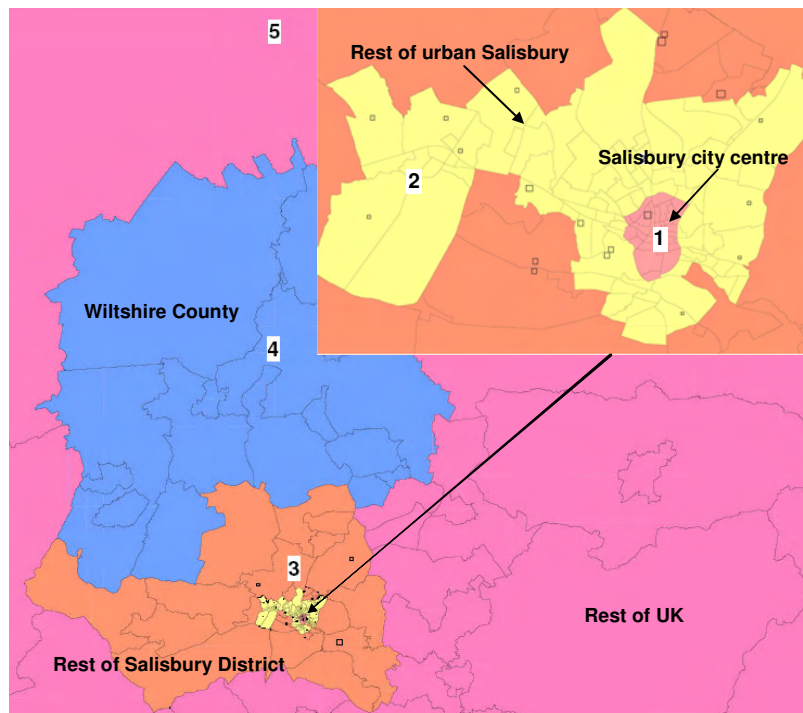 5
Rest of urban Salisbury
Salisbury city centre
2
1
Wiltshire County
4
3
Rest of UK
Rest of Salisbury District